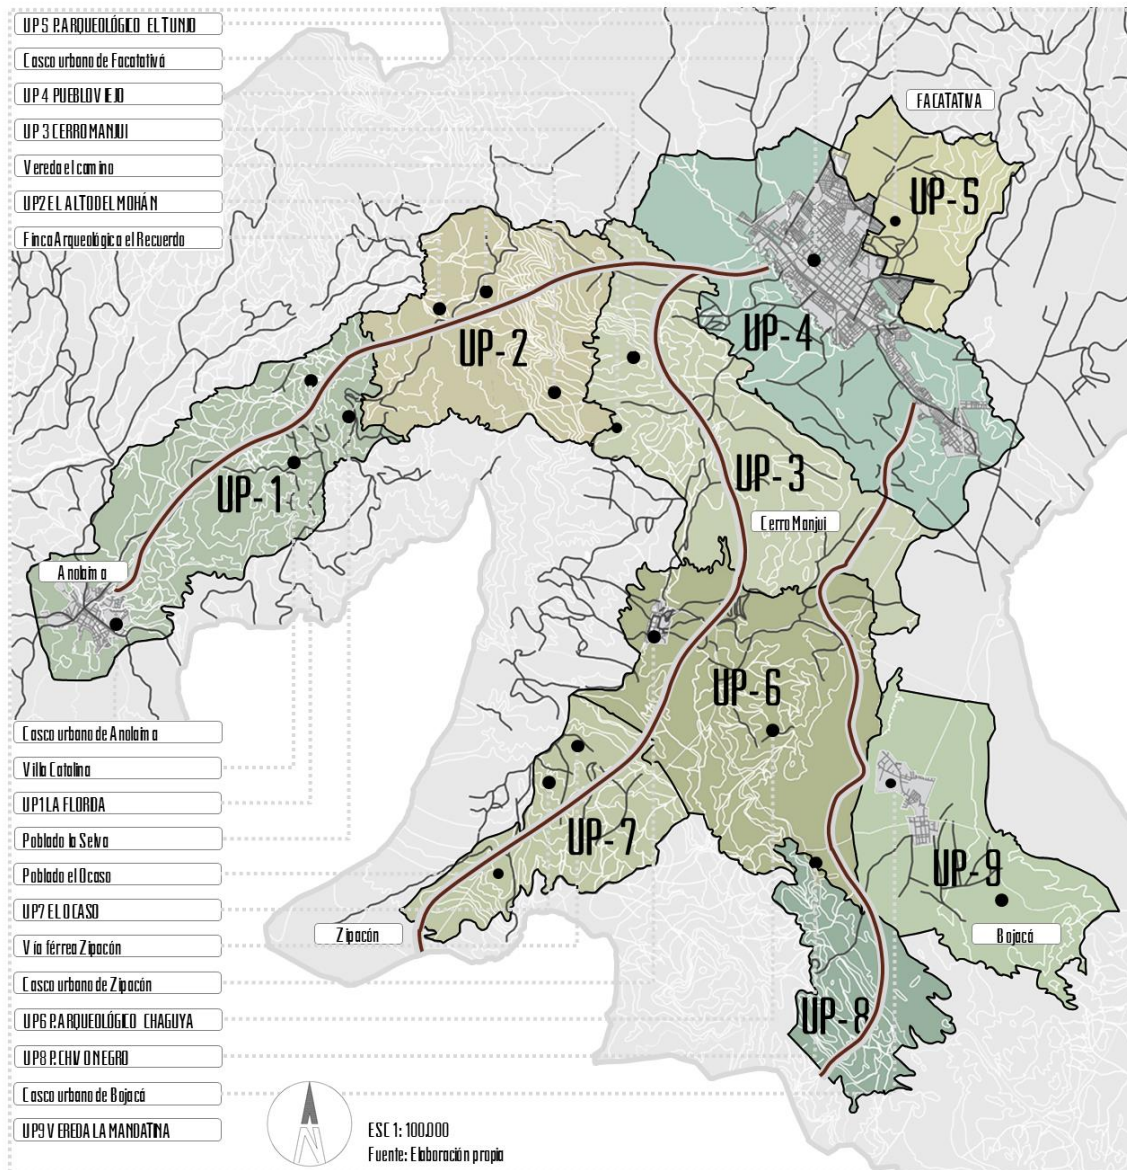 UP5 P.ARQUEOLÓGICO EL TUNJO
Casco urbano de Facatativá
UP 4 PUEBLO VIEJO
UP 3 CERRO MANJUI
Vereda el camino
UP2 EL ALTO DEL MOHÁN
Finca Arqueológica el Recuerdo
FACATATIVA
UP-5
UP-4
UP-2
UP-3
UP-1
Cerro Manjui
Anolaima
UP-6
UP-7
UP-9
Zipacón
Bojacá
UP-8
Casco urbano de Anolaima
Villa Catalina
UP1 LA FLORIDA
Poblado la Selva
Poblado el Ocaso
UP7 EL OCASO
Vía férrea Zipacón
Casco urbano de Zipacón
UP6 P.ARQUEOLÓGICO CHAGUYA
UP8 P.CHIVO NEGRO
Casco urbano de Bojacá
UP9 VEREDA LA MANDATINA
N
ESC 1: 100.000
Fuente: Elaboración propia